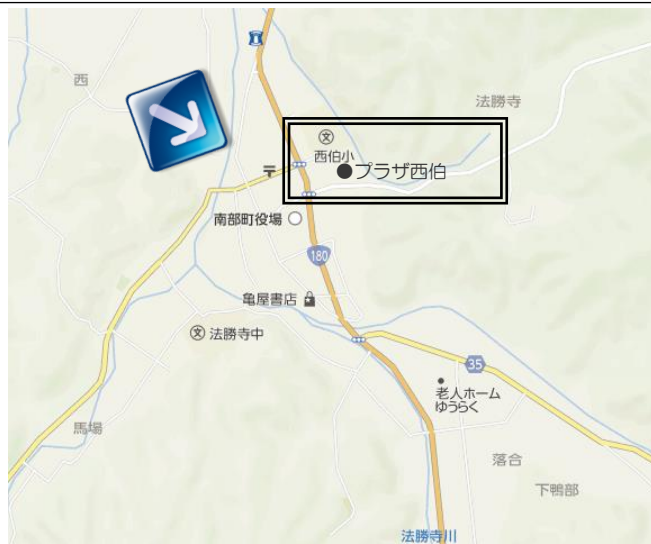 西
法勝寺
文
西伯小
●プラザ西伯
〒
南部町役場
180
亀屋書店
文 法勝寺中
35
老人ホーム
ゆうらく
馬場
落合
下鴨部
法勝寺川